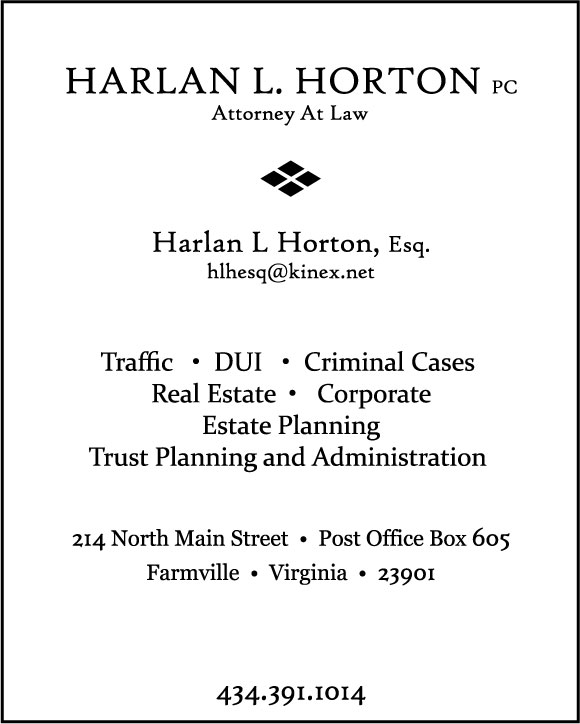 HARLAN L. HORTON PC
Attorney At Law
Harlan L Horton, Esq.
hlhesq@kinex.net
Traffic • DUI • Criminal Cases
Real Estate • Corporate
Estate Planning
Trust Planning and Administration
214 North Main Street • Post Office Box 605
Farmville • Virginia • 23901
434.391.1014